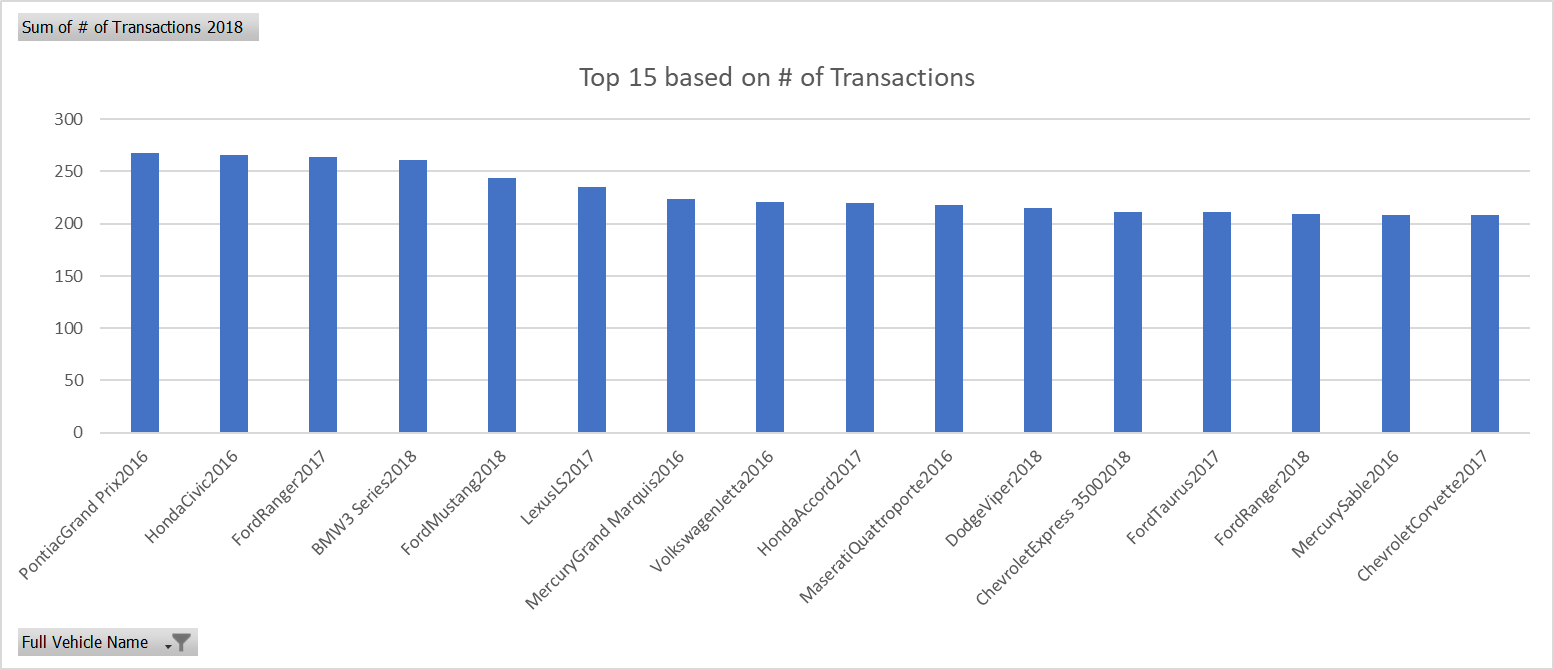 Sum of # of Transactions 2018
Top 15 based on # of Transactions
300
250
200
150
100
50
0
PontiacGrand Prix2016
HondaCivic2016
FordRanger2017
BMW3 Series2018
FordMustang2018
LexusLS2017
MercuryGrand Marquis2016
VolkswagenJetta2016
HondaAccord2017
MaseratiQuattroporte2016
DodgeViper2018
ChevroletExpress 35002018
FordTaurus2017
FordRanger2018
MercurySable2016
ChevroletCorvette2017
Full Vehicle Name